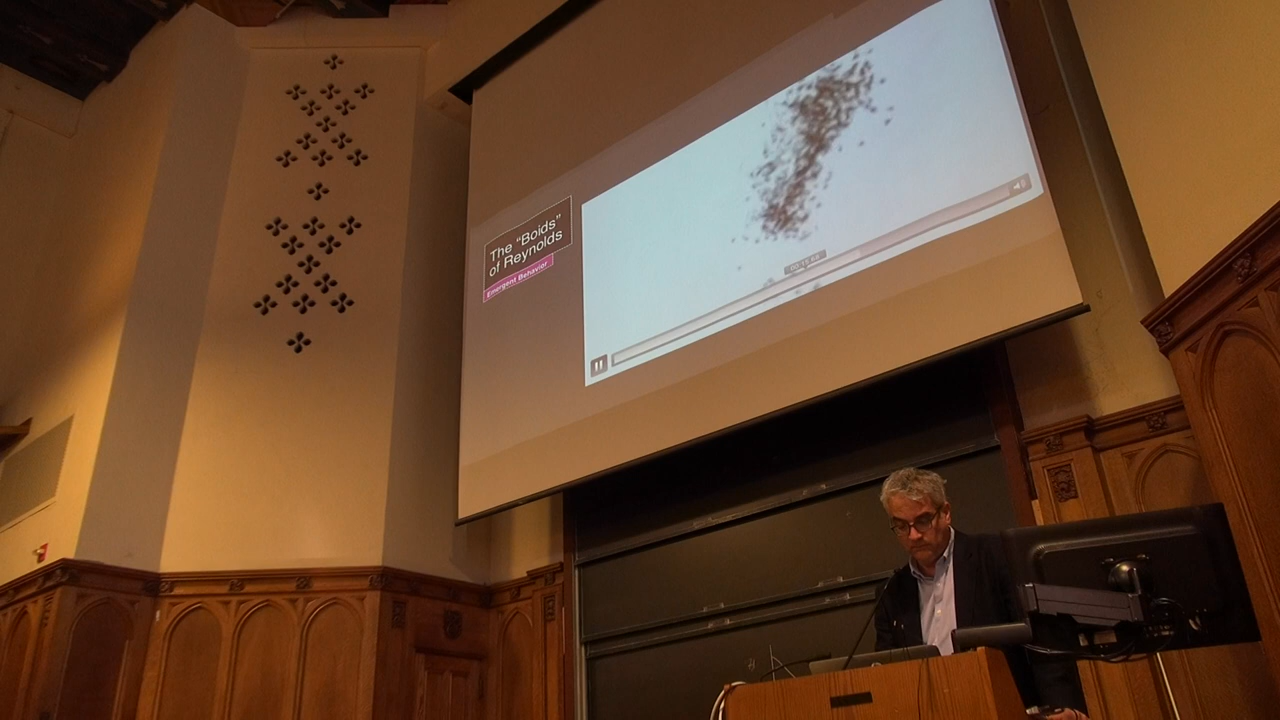 The "Boids"
of Reynolds
Emergent Behavior